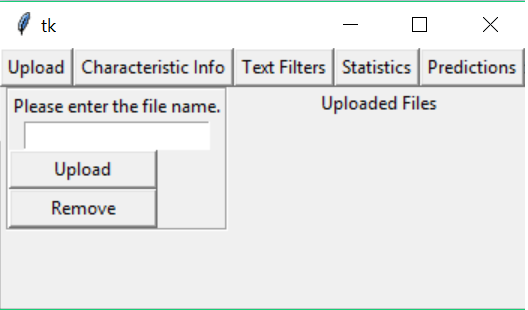 tk
Upload Characteristic Info Text Filters Statistics Predictions
Please enter the file name.
Upload
Remove
Uploaded Files